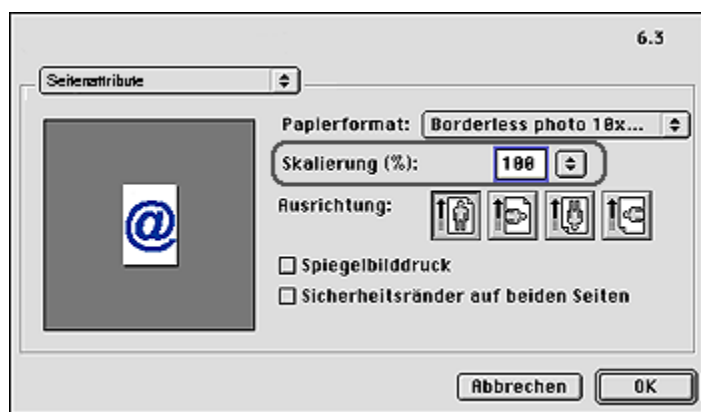 6.3
Seitenattribute
Papierformat: Borderless photo 10x...
Skalierung (%): 100
Ausrichtung:
@
Spiegelbilddruck
Sicherheitsränder auf beiden Seiten
Abbrechen OK